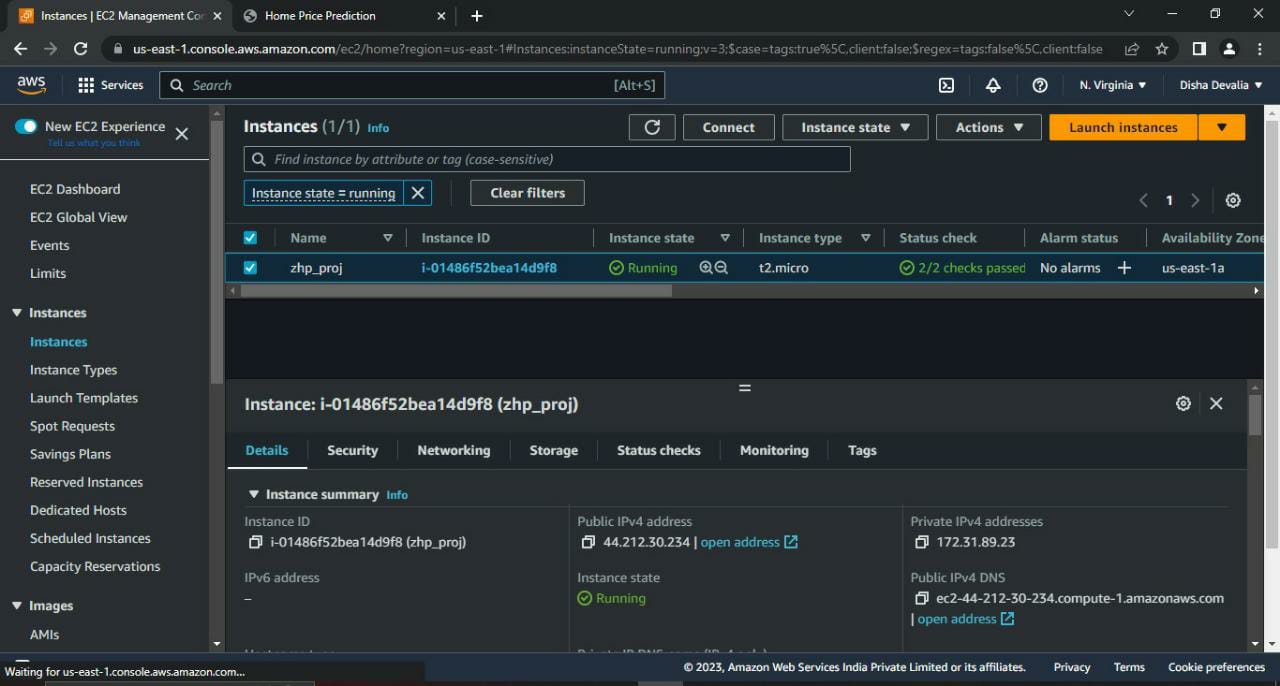 Instances | EC2 Management Con
Home Price Prediction
us-east-1.console.aws.amazon.com/ec2/home?region=us-east-1#Instances:instanceState=running;v=3;$case=tags:true%5C,client:false;$regex=tags:false%5C,client:false
aws
Services
Search
[Alt+S]
N. Virginia
Disha Devalia
New EC2 Experience
Tell us what you think
EC2 Dashboard
EC2 Global View
Events
Limits
Instances
Instances
Instance Types
Launch Templates
Spot Requests
Savings Plans
Reserved Instances
Dedicated Hosts
Scheduled Instances
Capacity Reservations
Images
AMIs
Instances (1/1) Info
Connect
Instance state
Actions
Launch instances
Find instance by attribute or tag (case-sensitive)
Instance state = running
Clear filters
1
Name Instance ID Instance state Instance type Status check Alarm status Availability Zone
zhp_proj i-01486f52bea14d9f8 Running t2.micro 2/2 checks passed No alarms us-east-1a
Instance: i-01486f52bea14d9f8 (zhp_proj)
Details Security Networking Storage Status checks Monitoring Tags
Instance summary Info
Instance ID
i-01486f52bea14d9f8 (zhp_proj)
Public IPv4 address
44.212.30.234 | open address
Private IPv4 addresses
172.31.89.23
IPv6 address
–
Instance state
Running
Public IPv4 DNS
ec2-44-212-30-234.compute-1.amazonaws.com
| open address
Waiting for us-east-1.console.aws.amazon.com...
© 2023, Amazon Web Services India Private Limited or its affiliates.
Privacy
Terms
Cookie preferences